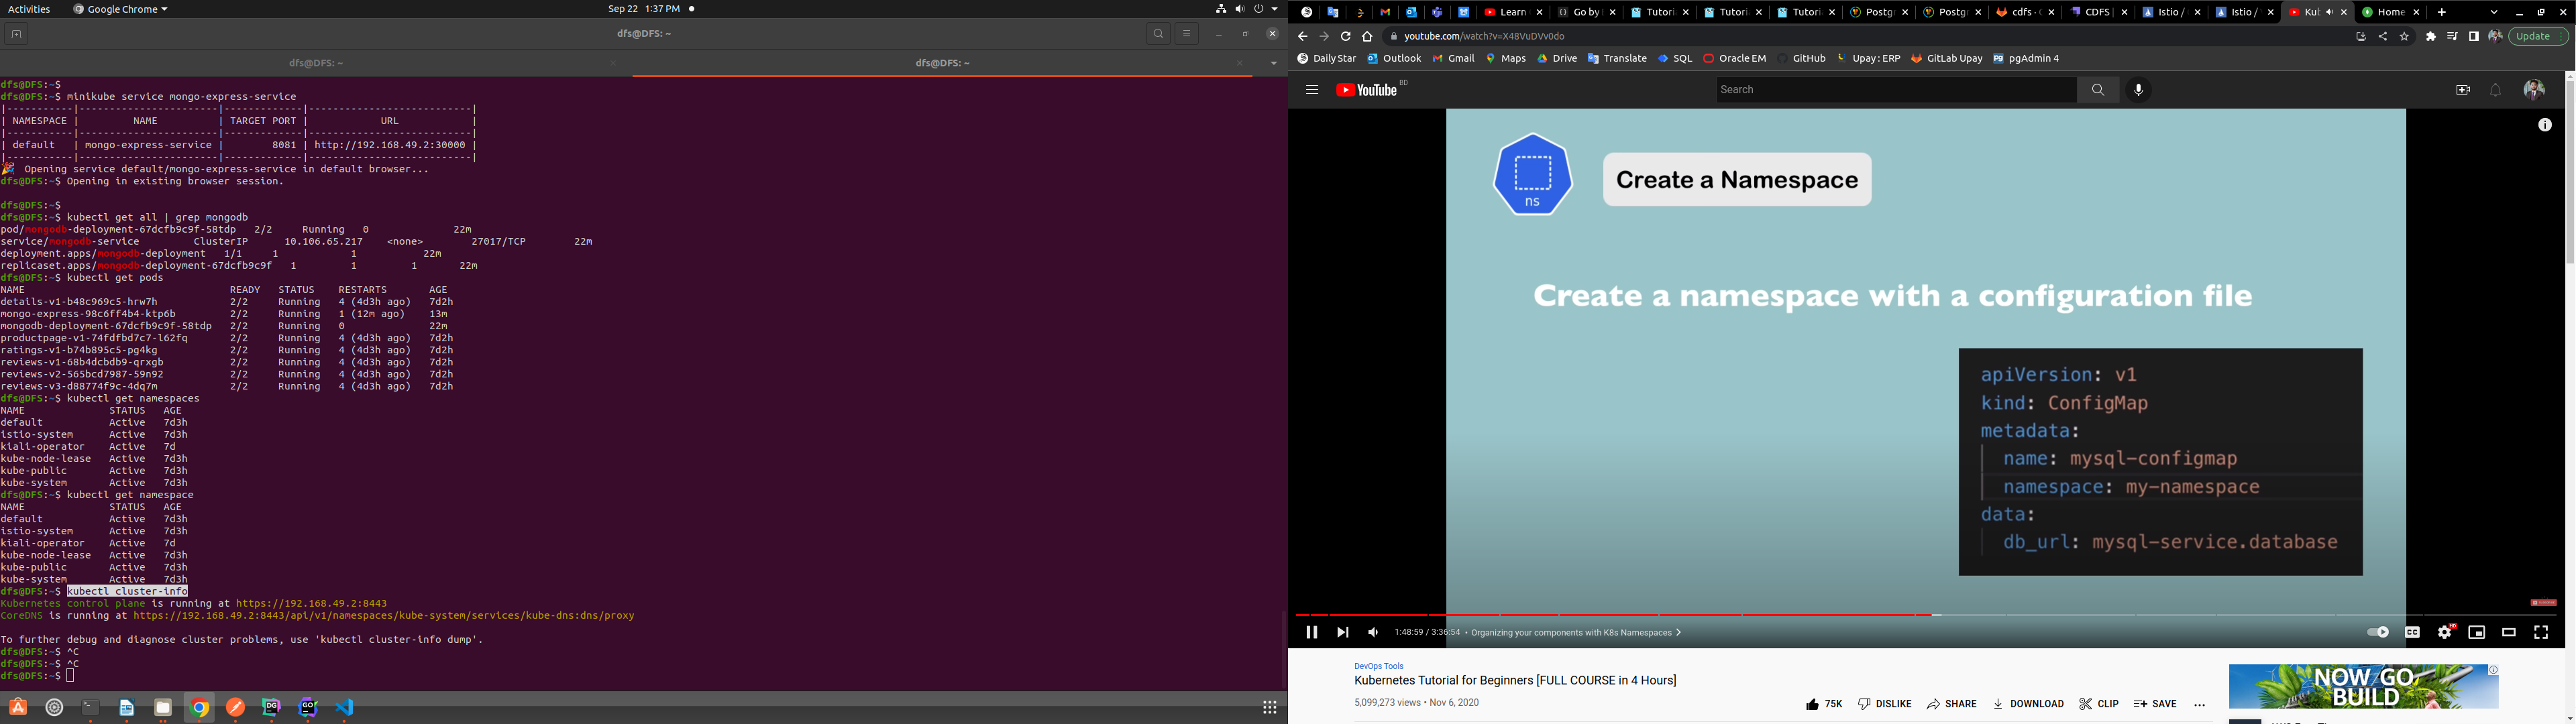 Activities Google Chrome Sep 22 1:37 PM
dfs@DFS: ~
dfs@DFS: ~ dfs@DFS: ~
dfs@DFS:~$
dfs@DFS:~$ minikube service mongo-express-service
|-----------|-----------------------|-------------|---------------------------|
| NAMESPACE | NAME | TARGET PORT | URL |
|-----------|-----------------------|-------------|---------------------------|
| default | mongo-express-service | 8081 | http://192.168.49.2:30000 |
|-----------|-----------------------|-------------|---------------------------|
🎉 Opening service default/mongo-express-service in default browser...
dfs@DFS:~$ Opening in existing browser session.
dfs@DFS:~$
dfs@DFS:~$ kubectl get all | grep mongodb
pod/mongodb-deployment-67dcfb9c9f-58tdp 2/2 Running 0 22m
service/mongodb-service ClusterIP 10.106.65.217 <none> 27017/TCP 22m
deployment.apps/mongodb-deployment 1/1 1 1 22m
replicaset.apps/mongodb-deployment-67dcfb9c9f 1 1 1 22m
dfs@DFS:~$ kubectl get pods
NAME READY STATUS RESTARTS AGE
details-v1-b48c969c5-hrw7h 2/2 Running 4 (4d3h ago) 7d2h
mongo-express-98c6ff4b4-ktp6b 2/2 Running 1 (12m ago) 13m
mongodb-deployment-67dcfb9c9f-58tdp 2/2 Running 0 22m
productpage-v1-74fdfbd7c7-l62fq 2/2 Running 4 (4d3h ago) 7d2h
ratings-v1-b74b895c5-pg4kg 2/2 Running 4 (4d3h ago) 7d2h
reviews-v1-68b4dcbdb9-qrxgb 2/2 Running 4 (4d3h ago) 7d2h
reviews-v2-565bcd7987-59n92 2/2 Running 4 (4d3h ago) 7d2h
reviews-v3-d88774f9c-4dq7m 2/2 Running 4 (4d3h ago) 7d2h
dfs@DFS:~$ kubectl get namespaces
NAME STATUS AGE
default Active 7d3h
istio-system Active 7d3h
kiali-operator Active 7d
kube-node-lease Active 7d3h
kube-public Active 7d3h
kube-system Active 7d3h
dfs@DFS:~$ kubectl get namespace
NAME STATUS AGE
default Active 7d3h
istio-system Active 7d3h
kiali-operator Active 7d
kube-node-lease Active 7d3h
kube-public Active 7d3h
kube-system Active 7d3h
dfs@DFS:~$ kubectl cluster-info
Kubernetes control plane is running at https://192.168.49.2:8443
CoreDNS is running at https://192.168.49.2:8443/api/v1/namespaces/kube-system/services/kube-dns:dns/proxy
To further debug and diagnose cluster problems, use 'kubectl cluster-info dump'.
dfs@DFS:~$ ^C
dfs@DFS:~$ ^C
dfs@DFS:~$
Learn Go by Tutoria Tutoria Tutoria Postgr Postgr cdfs · CDFS Istio / Istio / Kub Home
youtube.com/watch?v=X48VuDVv0do Update
Daily Star Outlook Gmail Maps Drive Translate SQL Oracle EM GitHub Upay : ERP GitLab Upay pgAdmin 4
YouTube BD Search
ns
Create a Namespace
Create a namespace with a configuration file
apiVersion: v1
kind: ConfigMap
metadata:
name: mysql-configmap
namespace: my-namespace
data:
db_url: mysql-service.database
1:48:59 / 3:36:54 • Organizing your components with K8s Namespaces
DevOps Tools
Kubernetes Tutorial for Beginners [FULL COURSE in 4 Hours]
5,099,273 views • Nov 6, 2020
75K DISLIKE SHARE DOWNLOAD CLIP SAVE
NOW GO
BUILD